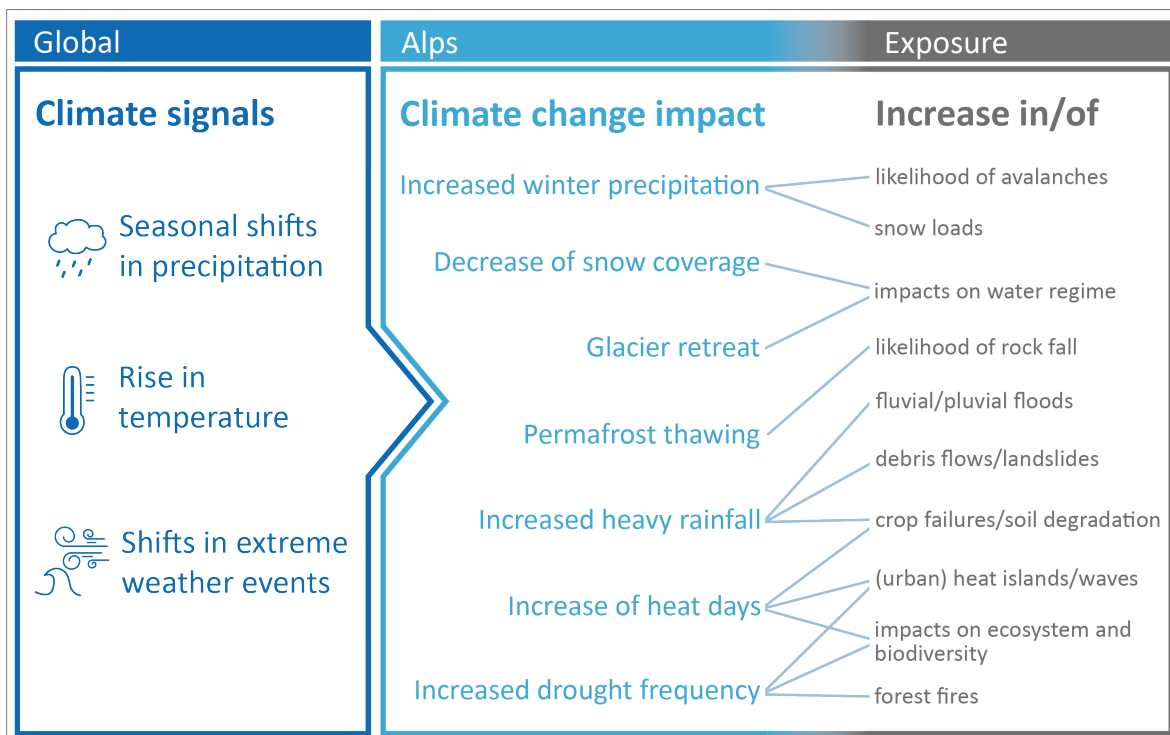 Global
Climate signals
Seasonal shifts
in precipitation
Rise in
temperature
Shifts in extreme
weather events
Alps
Climate change impact
Increased winter precipitation
Decrease of snow coverage
Glacier retreat
Permafrost thawing
Increased heavy rainfall
Increase of heat days
Increased drought frequency
Exposure
Increase in/of
likelihood of avalanches
snow loads
impacts on water regime
likelihood of rock fall
fluvial/pluvial floods
debris flows/landslides
crop failures/soil degradation
(urban) heat islands/waves
impacts on ecosystem and
biodiversity
forest fires